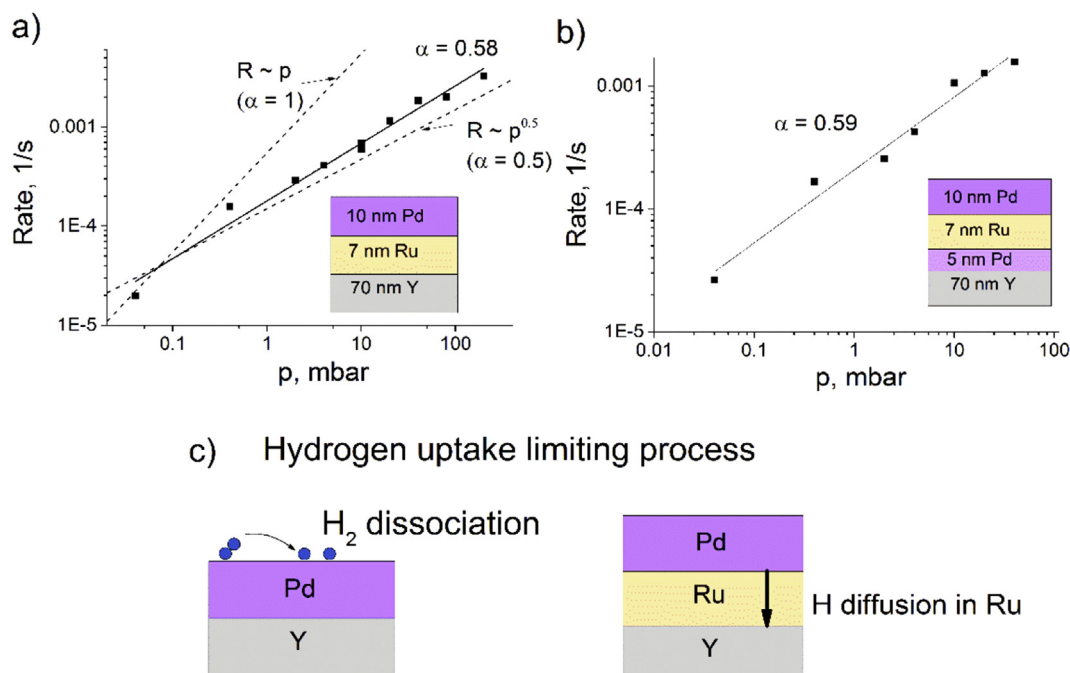 a)
α = 0.58
R ~ p
(α = 1)
R ~ p^0.5
(α = 0.5)
0.001
1E-4
1E-5
Rate, 1/s
10 nm Pd
7 nm Ru
70 nm Y
0.1 1 10 100
p, mbar
b)
α = 0.59
0.001
1E-4
1E-5
Rate, 1/s
10 nm Pd
7 nm Ru
5 nm Pd
70 nm Y
0.01 0.1 1 10 100
p, mbar
c) Hydrogen uptake limiting process
H₂ dissociation
Pd
Y
Pd
Ru
Y
H diffusion in Ru